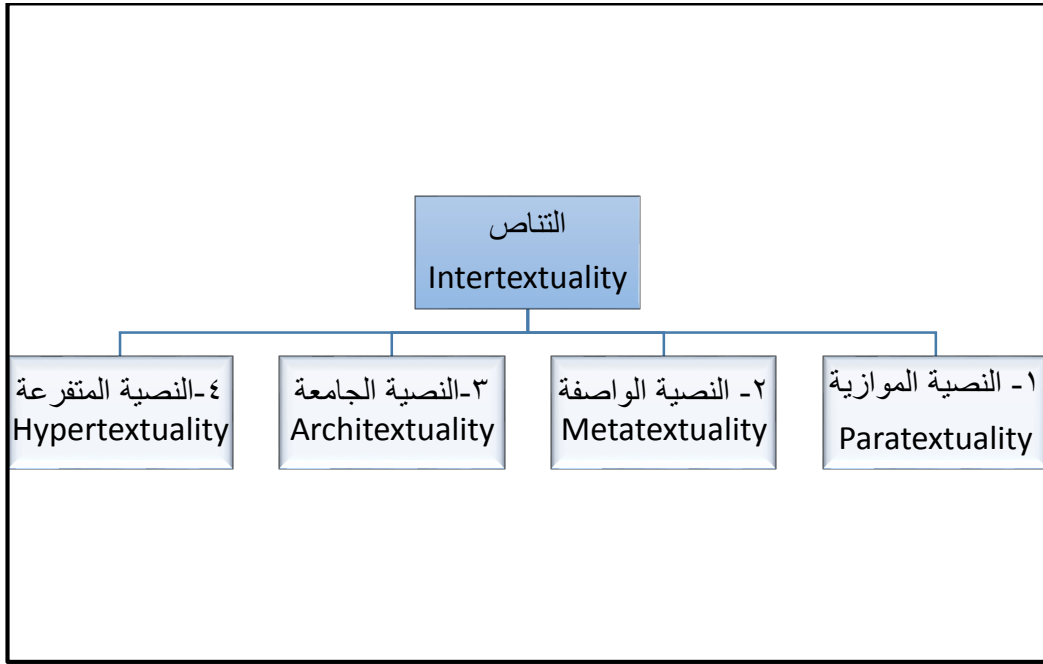 التناص
Intertextuality
١- النصية الموازية
Paratextuality
٢- النصية الواصفة
Metatextuality
٣-النصية الجامعة
Architextuality
٤-النصية المتفرعة
Hypertextuality